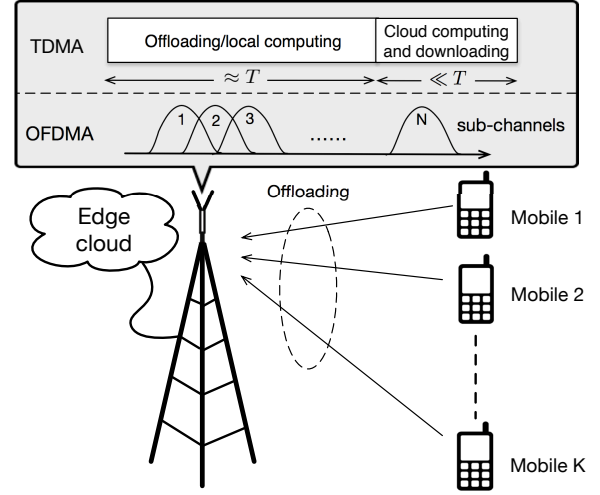 TDMA
Offloading/local computing
Cloud computing
and downloading
≈ T
≪ T
OFDMA
1 2 3 ...... N
sub-channels
Offloading
Edge
cloud
Mobile 1
Mobile 2
Mobile K